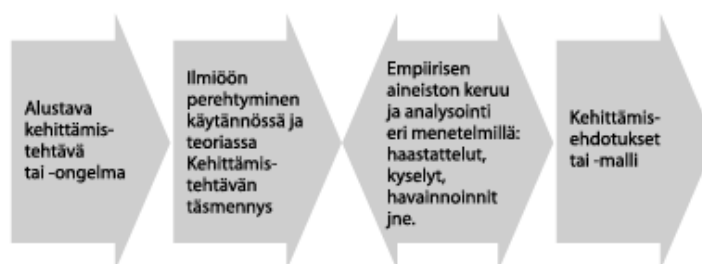 Alustava
kehittämis-
tehtävä
tai -ongelma
Ilmiöön
perehtyminen
käytännössä ja
teoriassa
Kehittämis-
tehtävän
täsmennys
Empiirisen
aineiston keruu
ja analysointi
eri menetelmillä:
haastattelut,
kyselyt,
havainnoinnit
jne.
Kehittämis-
ehdotukset
tai -malli